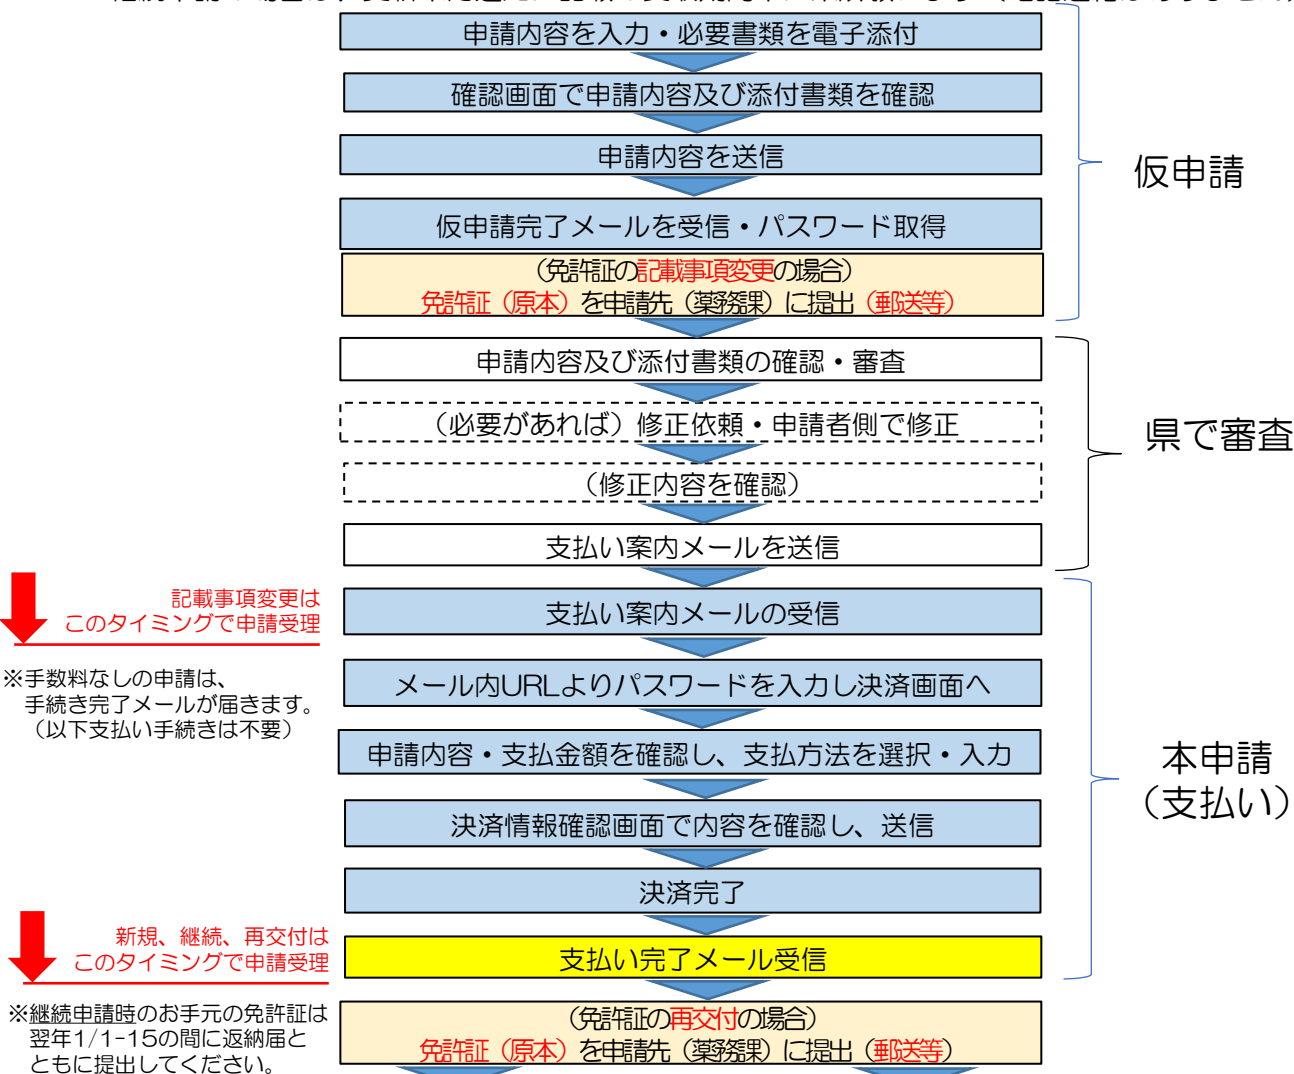 申請内容を入力・必要書類を電子添付
確認画面で申請内容及び添付書類を確認
申請内容を送信
仮申請完了メールを受信・パスワード取得
（免許証の記載事項変更の場合）
免許証（原本）を申請先（薬務課）に提出（郵送等）
仮申請
申請内容及び添付書類の確認・審査
（必要があれば）修正依頼・申請者側で修正
（修正内容を確認）
支払い案内メールを送信
県で審査
記載事項変更は
このタイミングで申請受理
※手数料なしの申請は、
手続き完了メールが届きます。
（以下支払い手続きは不要）
支払い案内メールの受信
メール内URLよりパスワードを入力し決済画面へ
申請内容・支払金額を確認し、支払方法を選択・入力
決済情報確認画面で内容を確認し、送信
決済完了
支払い完了メール受信
本申請
（支払い）
新規、継続、再交付は
このタイミングで申請受理
※継続申請時のお手元の免許証は
翌年1/1-15の間に返納届と
ともに提出してください。
（免許証の再交付の場合）
免許証（原本）を申請先（薬務課）に提出（郵送等）